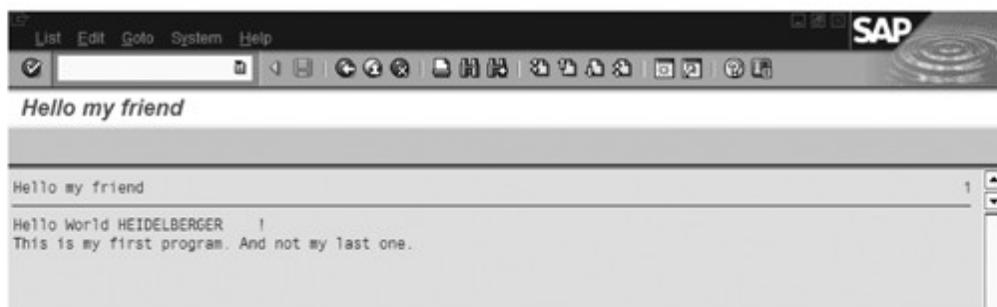 List Edit Goto System Help
SAP
Hello my friend
Hello my friend 1
Hello World HEIDELBERGER !
This is my first program. And not my last one.